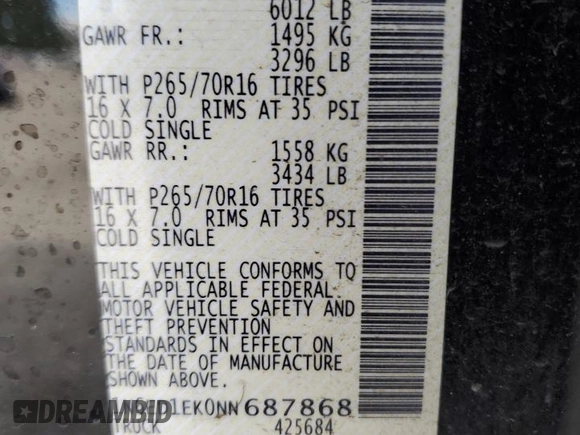 6012 LB
GAWR FR.: 1495 KG
3296 LB
WITH P265/70R16 TIRES
16 X 7.0 RIMS AT 35 PSI
COLD SINGLE
GAWR RR.: 1558 KG
3434 LB
WITH P265/70R16 TIRES
16 X 7.0 RIMS AT 35 PSI
COLD SINGLE
THIS VEHICLE CONFORMS TO
ALL APPLICABLE FEDERAL
MOTOR VEHICLE SAFETY AND
THEFT PREVENTION
STANDARDS IN EFFECT ON
THE DATE OF MANUFACTURE
SHOWN ABOVE.
1EK0NN687868
TRUCK 425684
DREAMBID